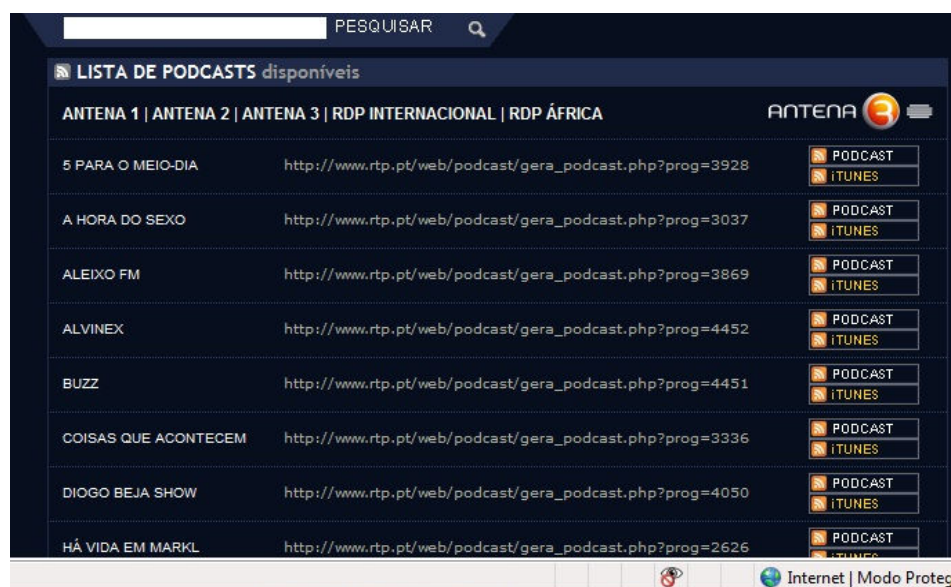 PESQUISAR
LISTA DE PODCASTS disponíveis
ANTENA 1 | ANTENA 2 | ANTENA 3 | RDP INTERNACIONAL | RDP ÁFRICA
ANTENA 3
5 PARA O MEIO-DIA http://www.rtp.pt/web/podcast/gera_podcast.php?prog=3928 PODCAST
iTUNES
A HORA DO SEXO http://www.rtp.pt/web/podcast/gera_podcast.php?prog=3037 PODCAST
iTUNES
ALEIXO FM http://www.rtp.pt/web/podcast/gera_podcast.php?prog=3869 PODCAST
iTUNES
ALVINEX http://www.rtp.pt/web/podcast/gera_podcast.php?prog=4452 PODCAST
iTUNES
BUZZ http://www.rtp.pt/web/podcast/gera_podcast.php?prog=4451 PODCAST
iTUNES
COISAS QUE ACONTECEM http://www.rtp.pt/web/podcast/gera_podcast.php?prog=3336 PODCAST
iTUNES
DIOGO BEJA SHOW http://www.rtp.pt/web/podcast/gera_podcast.php?prog=4050 PODCAST
iTUNES
HÁ VIDA EM MARKL http://www.rtp.pt/web/podcast/gera_podcast.php?prog=2626 PODCAST
iTUNES
Internet | Modo Proteg